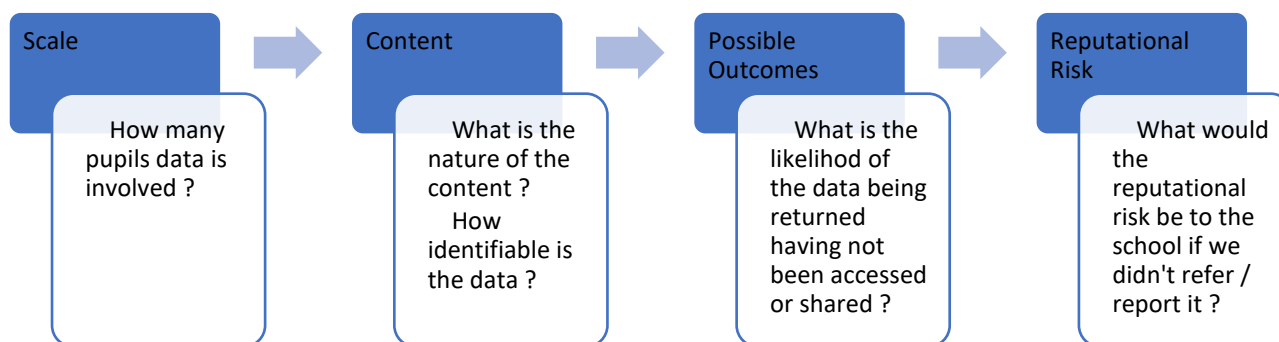 Scale
How many
pupils data is
involved ?
Content
What is the
nature of the
content ?
How
identifiable is
the data ?
Possible
Outcomes
What is the
likelihod of
the data being
returned
having not
been accessed
or shared ?
Reputational
Risk
What would
the
reputational
risk be to the
school if we
didn't refer /
report it ?